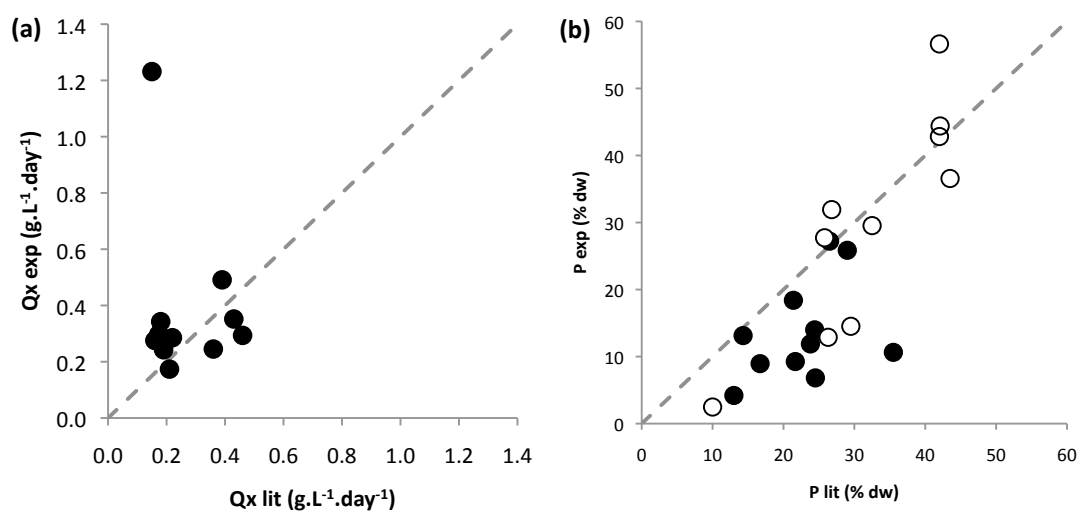 (a)
1.4
1.2
1.0
0.8
0.6
0.4
0.2
0.0
Qx exp (g.L-1.day-1)
0.0 0.2 0.4 0.6 0.8 1.0 1.2 1.4
Qx lit (g.L-1.day-1)
(b)
60
50
40
30
20
10
0
P exp (% dw)
0 10 20 30 40 50 60
P lit (% dw)